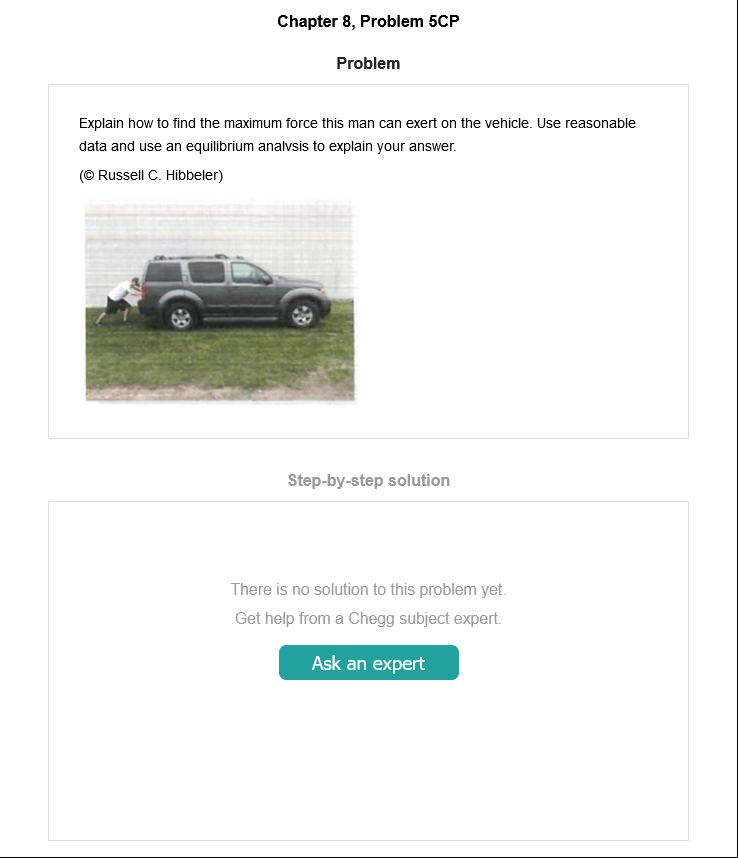 Chapter 8, Problem 5CP
Problem
Explain how to find the maximum force this man can exert on the vehicle. Use reasonable
data and use an equilibrium analvsis to explain your answer.
(© Russell C. Hibbeler)
Step-by-step solution
There is no solution to this problem yet.
Get help from a Chegg subject expert.
Ask an expert